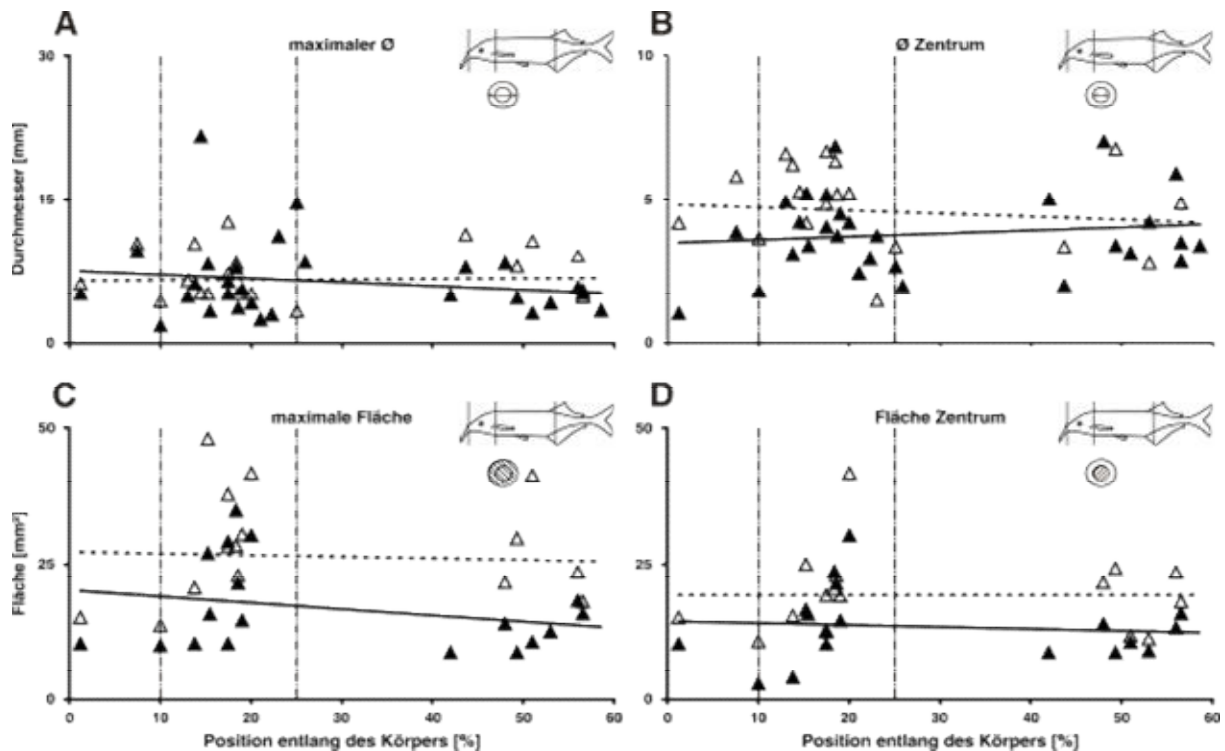 A
maximaler Ø
B
Ø Zentrum
30
15
0
Durchmesser [mm]
10
5
0
C
maximale Fläche
D
Fläche Zentrum
50
25
0
Fläche [mm²]
50
25
0
0 10 20 30 40 50 60
0 10 20 30 40 50 60
Position entlang des Körpers [%]
Position entlang des Körpers [%]